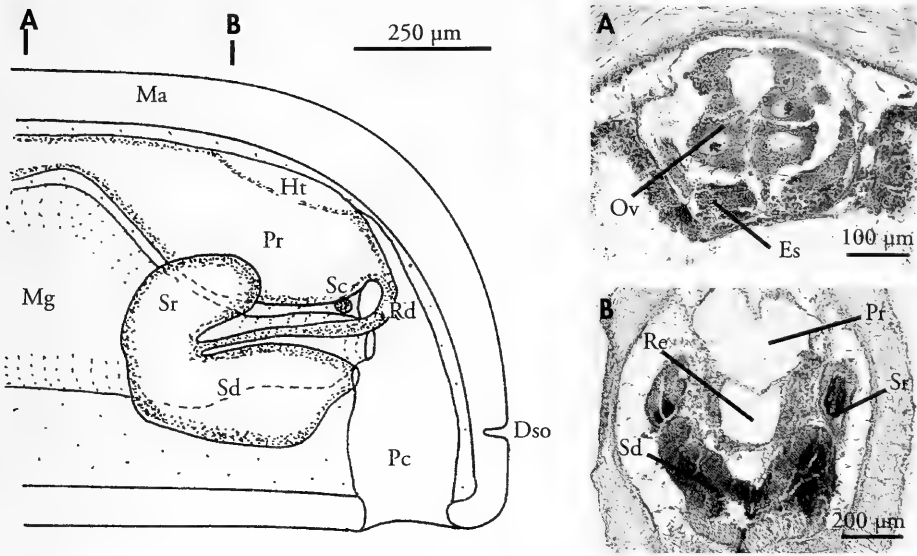 A
B
250 µm
Ma
Ht
Pr
Sc
Rd
Mg
Sr
Sd
Pc
Dso
A
Ov
Es
100 µm
B
Re
Pr
Sr
Sd
200 µm